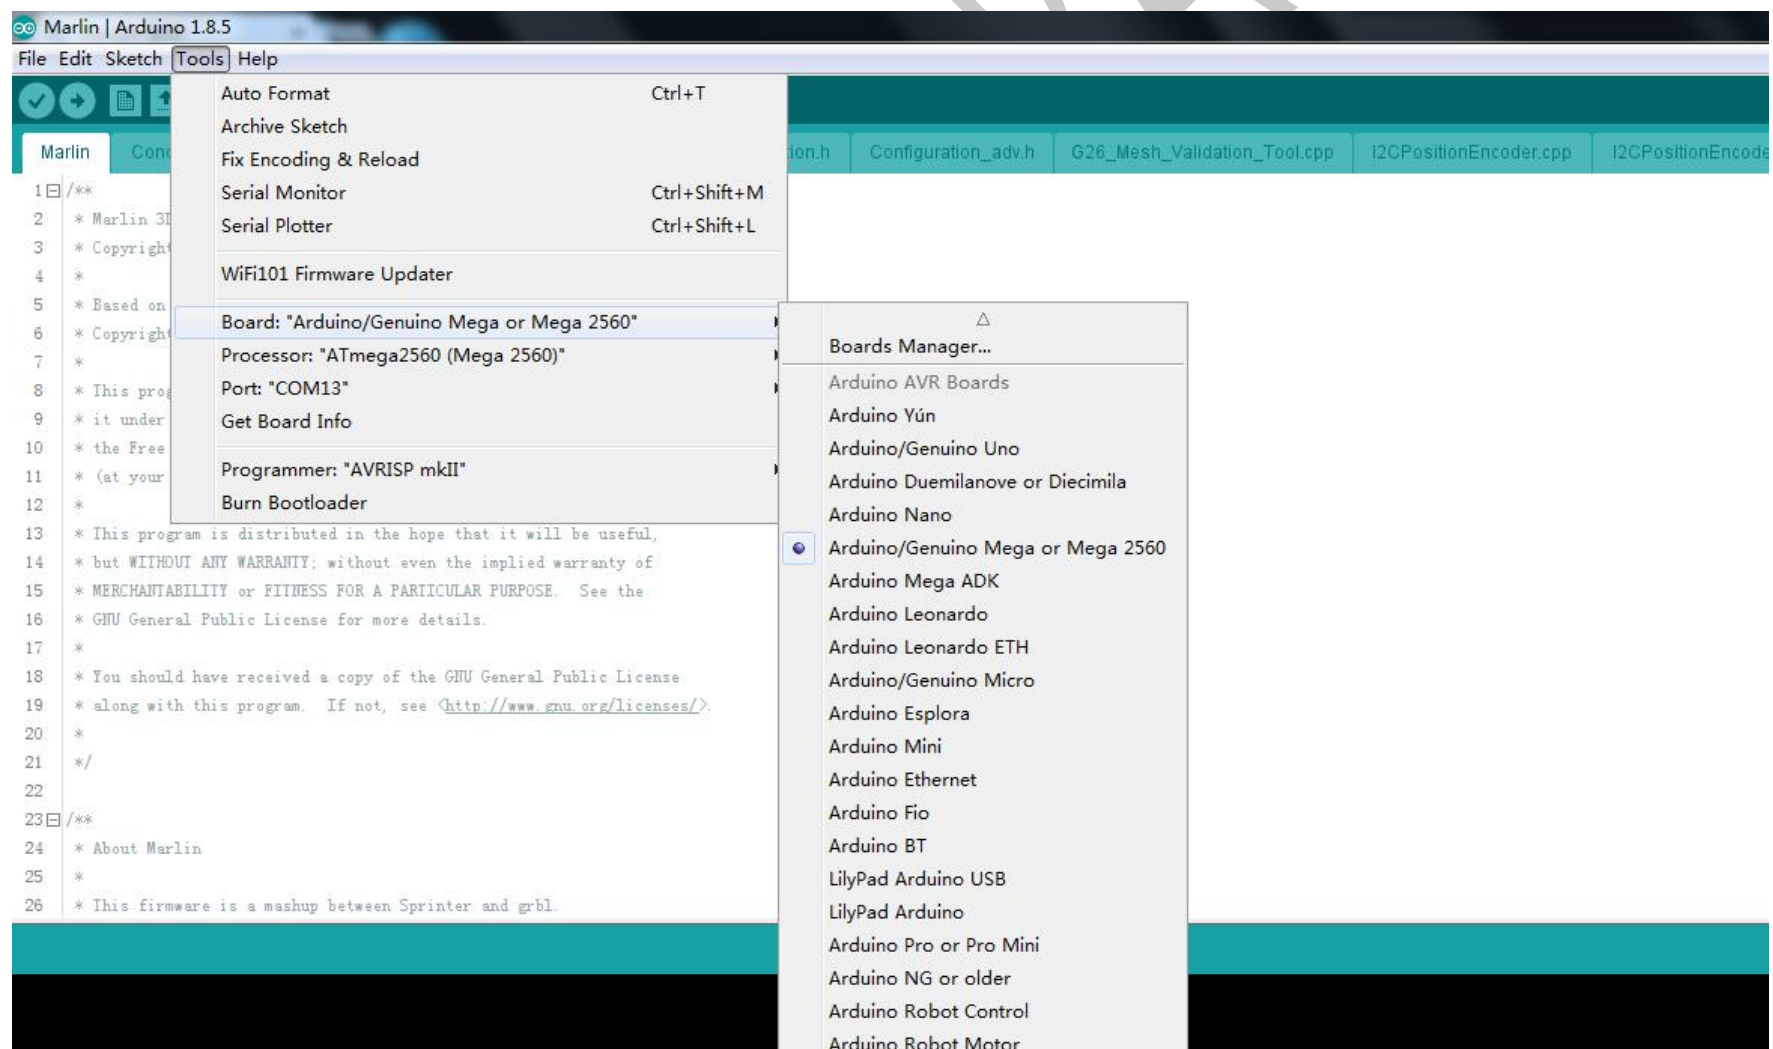 Marlin | Arduino 1.8.5
File Edit Sketch Tools Help
Auto Format Ctrl+T
Archive Sketch
Fix Encoding & Reload
Serial Monitor Ctrl+Shift+M
Serial Plotter Ctrl+Shift+L
WiFi101 Firmware Updater
Board: "Arduino/Genuino Mega or Mega 2560"
Processor: "ATmega2560 (Mega 2560)"
Port: "COM13"
Get Board Info
Programmer: "AVRISP mkII"
Burn Bootloader
△
Boards Manager...
Arduino AVR Boards
Arduino Yún
Arduino/Genuino Uno
Arduino Duemilanove or Diecimila
Arduino Nano
Arduino/Genuino Mega or Mega 2560
Arduino Mega ADK
Arduino Leonardo
Arduino Leonardo ETH
Arduino/Genuino Micro
Arduino Esplora
Arduino Mini
Arduino Ethernet
Arduino Fio
Arduino BT
LilyPad Arduino USB
LilyPad Arduino
Arduino Pro or Pro Mini
Arduino NG or older
Arduino Robot Control
Arduino Robot Motor
Marlin Conf tion.h Configuration_adv.h G26_Mesh_Validation_Tool.cpp I2CPositionEncoder.cpp I2CPositionEncode
1 /**
2 * Marlin 3D
3 * Copyright
4 *
5 * Based on
6 * Copyright
7 *
8 * This prog
9 * it under
10 * the Free
11 * (at your
12 *
13 * This program is distributed in the hope that it will be useful,
14 * but WITHOUT ANY WARRANTY; without even the implied warranty of
15 * MERCHANTABILITY or FITNESS FOR A PARTICULAR PURPOSE. See the
16 * GNU General Public License for more details.
17 *
18 * You should have received a copy of the GNU General Public License
19 * along with this program. If not, see <http://www.gnu.org/licenses/>.
20 *
21 */
22
23 /**
24 * About Marlin
25 *
26 * This firmware is a mashup between Sprinter and grbl.